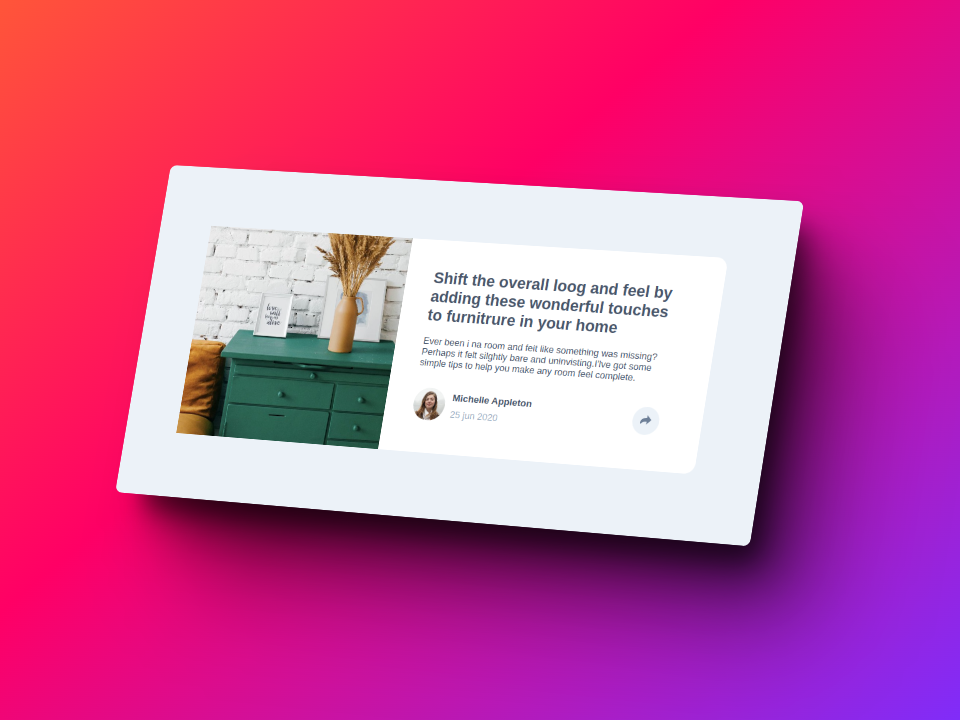 Shift the overall loog and feel by
adding these wonderful touches
to furnitrure in your home
Ever been i na room and feit like something was missing?
Perhaps it felt silghtly bare and uninvisting.I'lve got some
simple tips to help you make any room feel complete.
Michelle Appleton
25 jun 2020